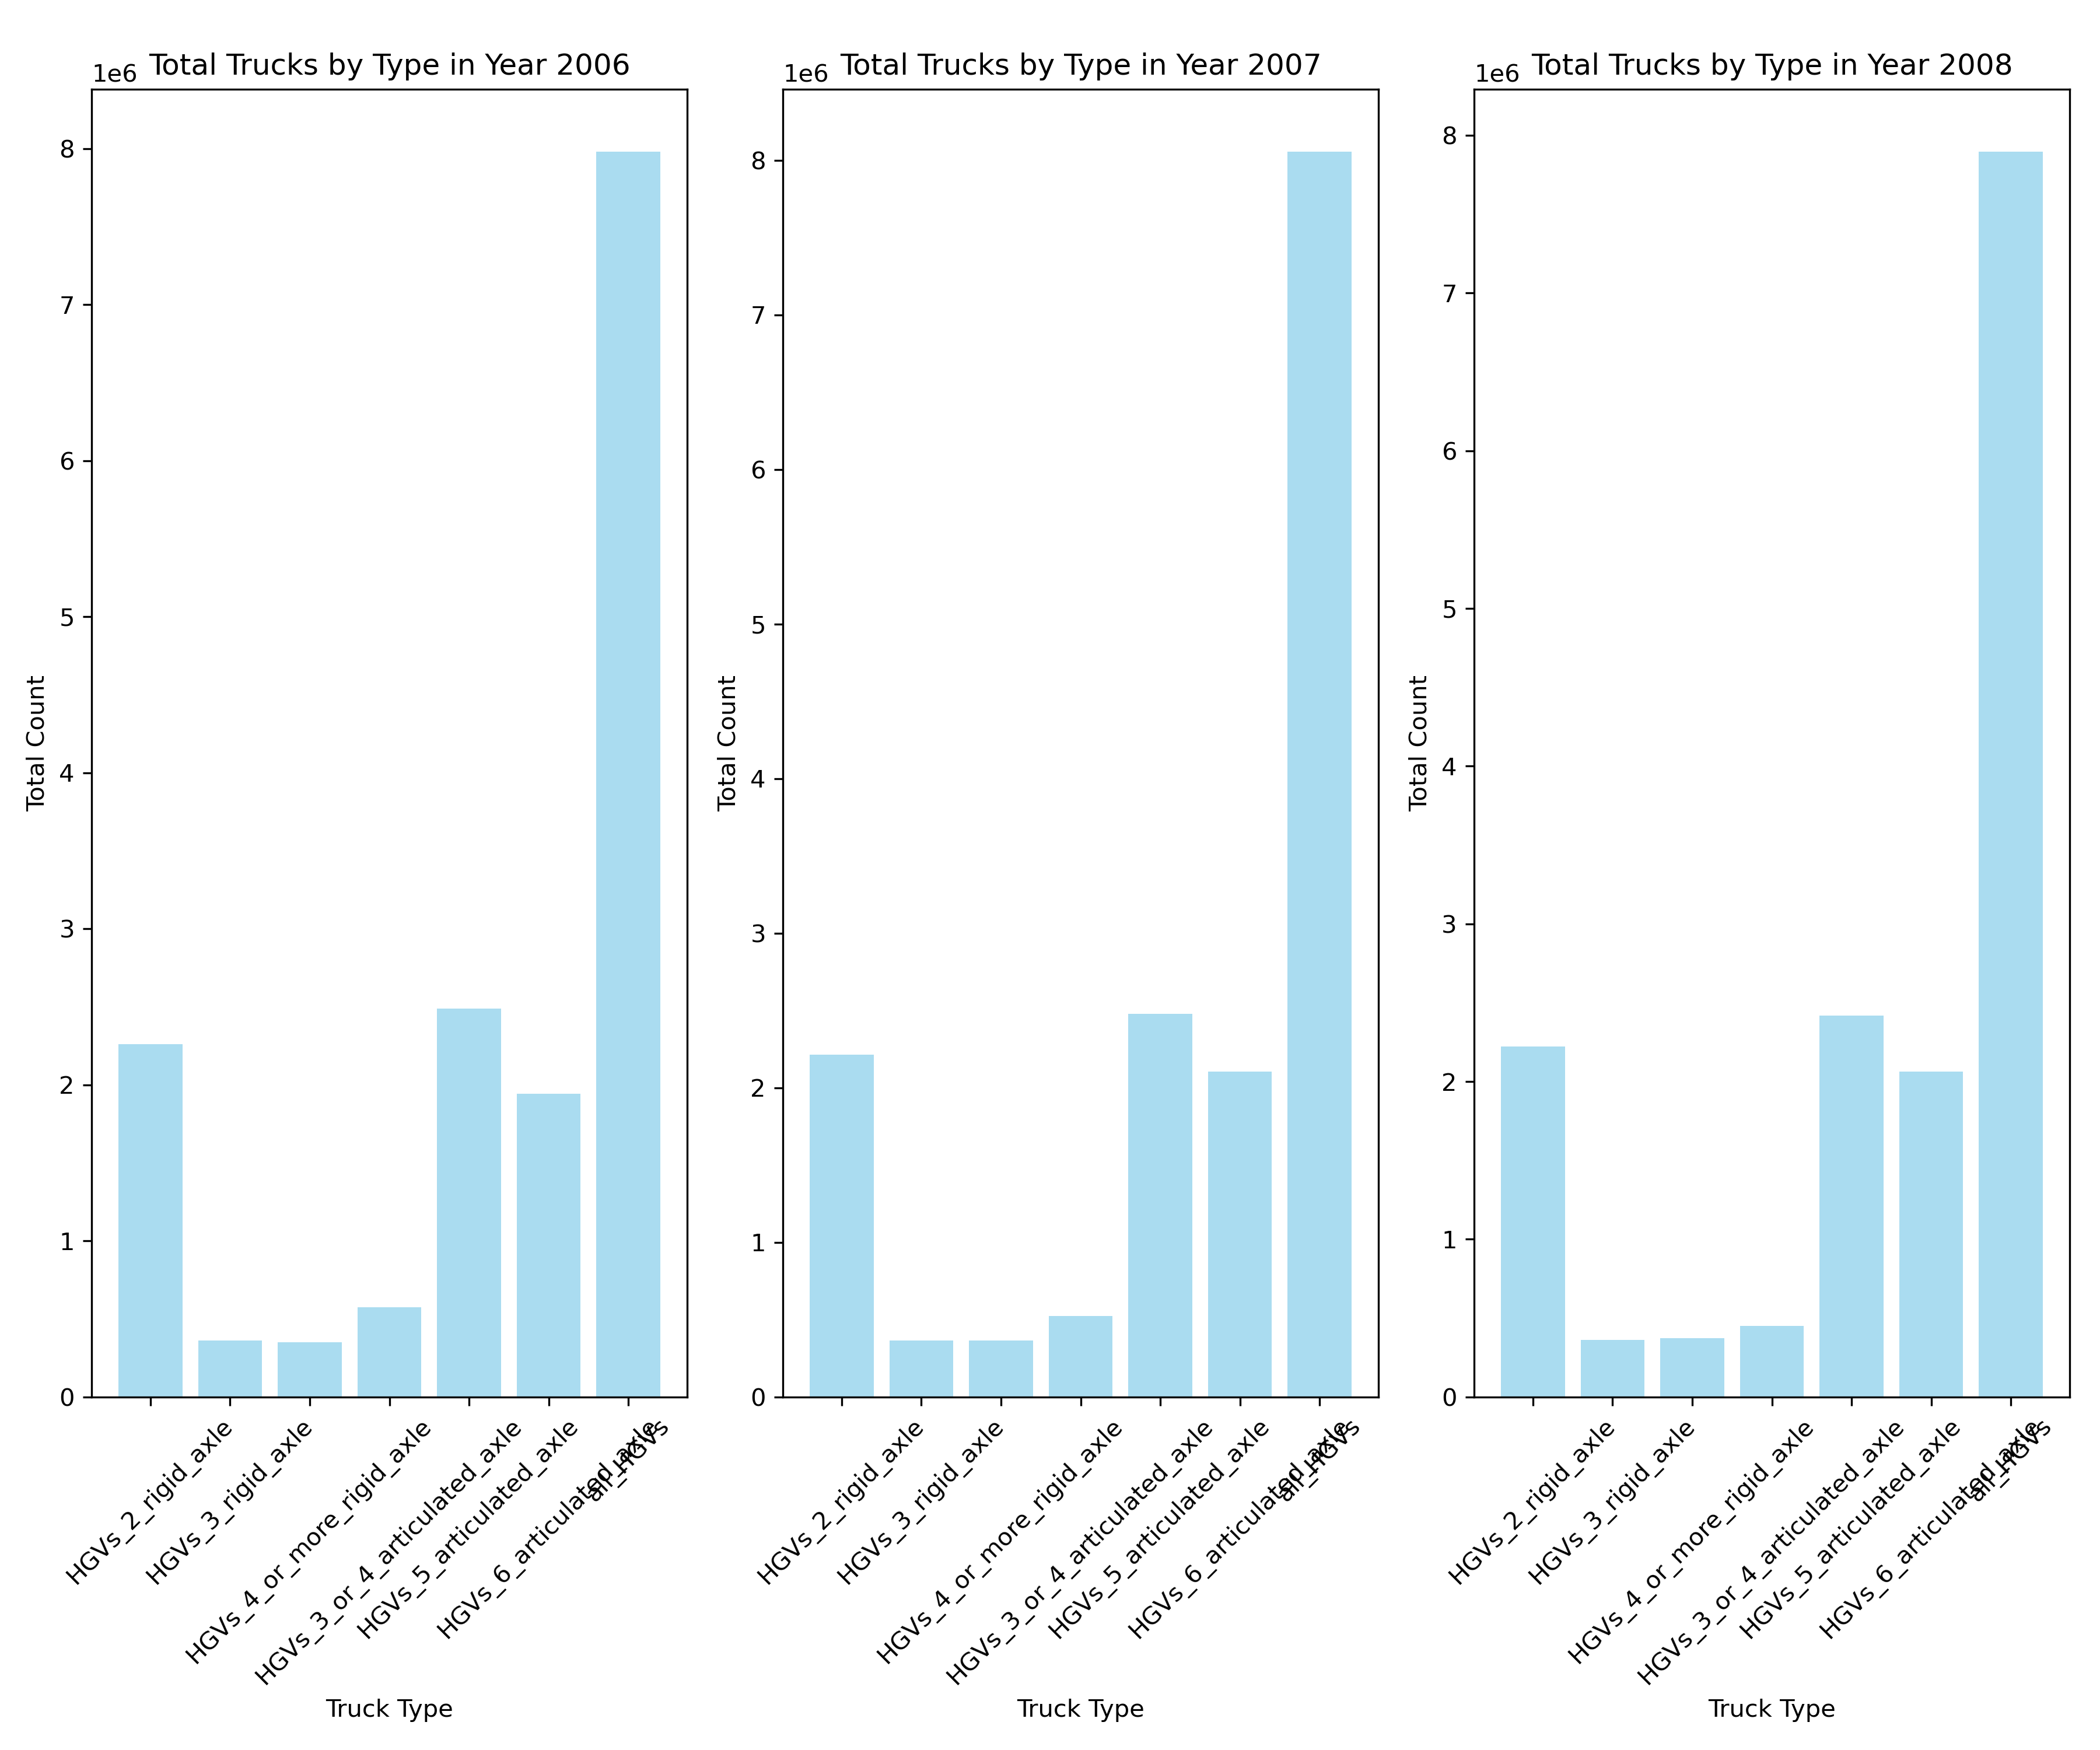 Total Trucks by Type in Year 2006
1e6
8
7
6
5
4
3
2
1
0
Total Count
HGVs_2_rigid_axle
HGVs_3_rigid_axle
HGVs_4_or_more_rigid_axle
HGVs_3_or_4_articulated_axle
HGVs_5_articulated_axle
HGVs_6_articulated_axle
all_HGVs
Truck Type
Total Trucks by Type in Year 2007
1e6
8
7
6
5
4
3
2
1
0
Total Count
HGVs_2_rigid_axle
HGVs_3_rigid_axle
HGVs_4_or_more_rigid_axle
HGVs_3_or_4_articulated_axle
HGVs_5_articulated_axle
HGVs_6_articulated_axle
all_HGVs
Truck Type
Total Trucks by Type in Year 2008
1e6
8
7
6
5
4
3
2
1
0
Total Count
HGVs_2_rigid_axle
HGVs_3_rigid_axle
HGVs_4_or_more_rigid_axle
HGVs_3_or_4_articulated_axle
HGVs_5_articulated_axle
HGVs_6_articulated_axle
all_HGVs
Truck Type